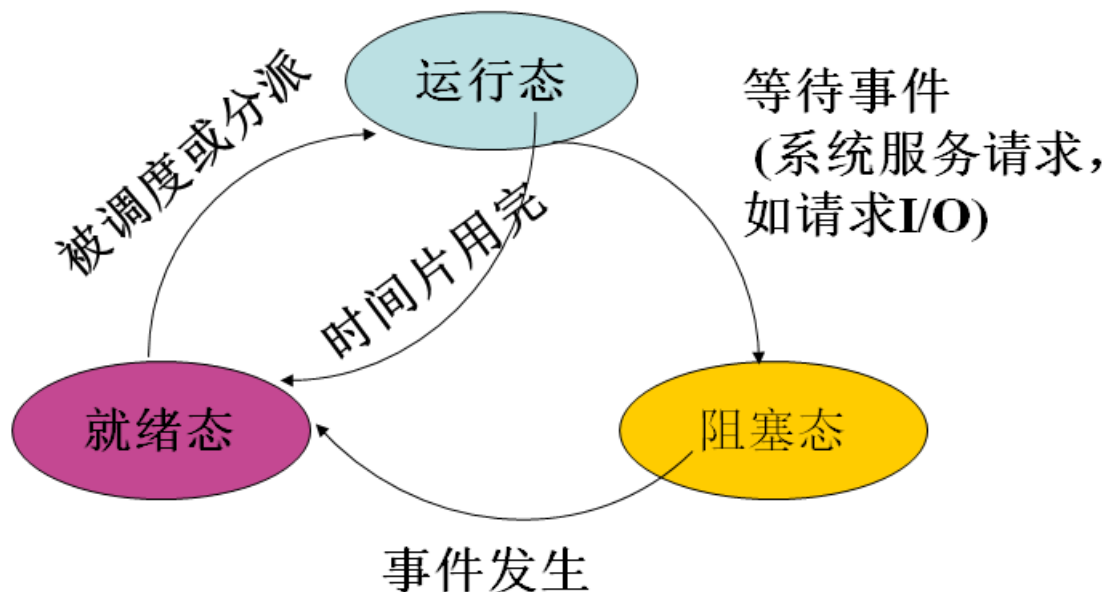 运行态
等待事件
(系统服务请求，
如请求I/O)
被调度或分派
时间片用完
就绪态
阻塞态
事件发生